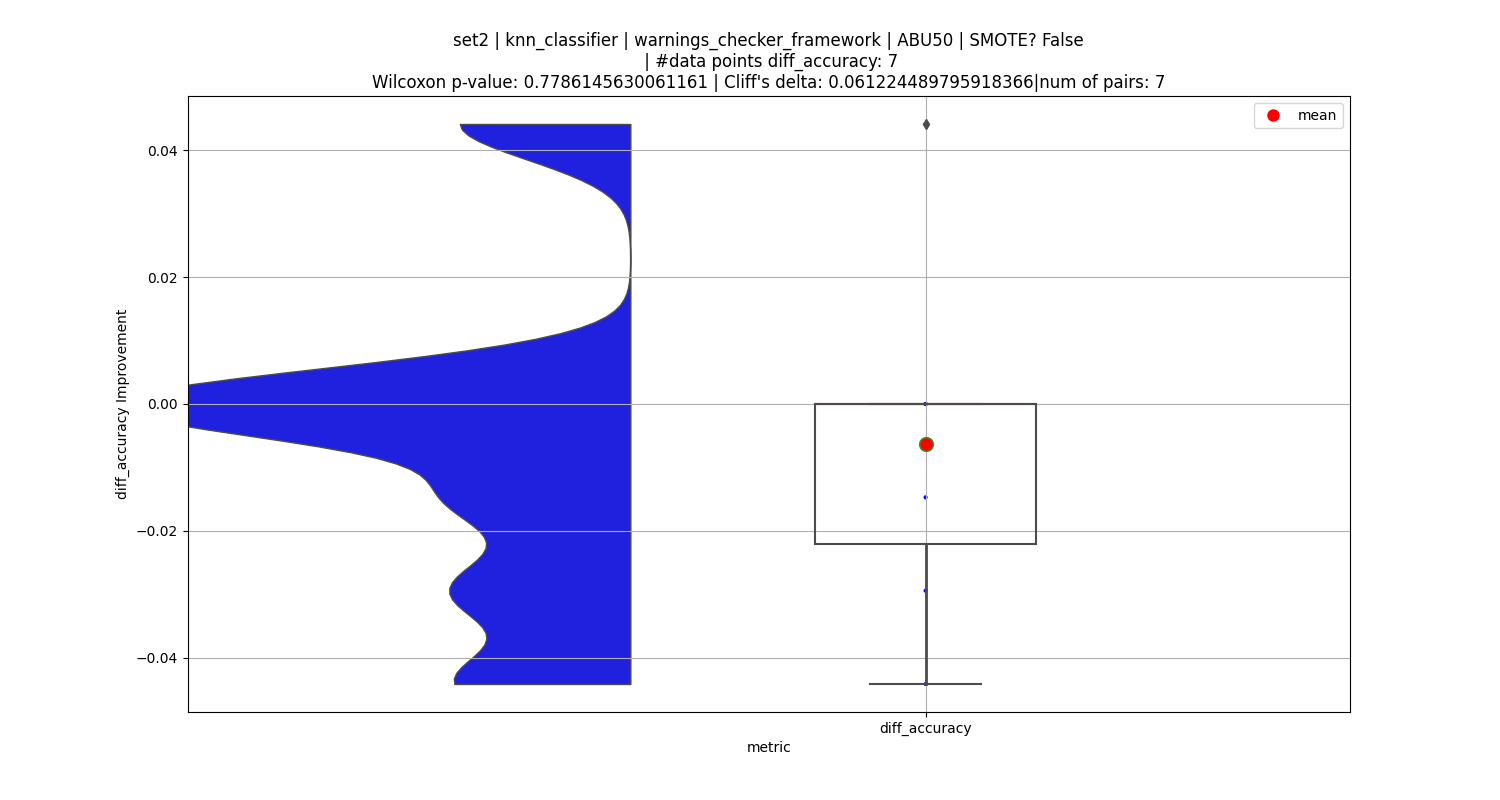 set2 | knn_classifier | warnings_checker_framework | ABU50 | SMOTE? False
| #data points diff_accuracy: 7
Wilcoxon p-value: 0.7786145630061161 | Cliff's delta: 0.061224489795918366|num of pairs: 7
mean
0.04
0.02
0.00
−0.02
−0.04
diff_accuracy Improvement
diff_accuracy
metric